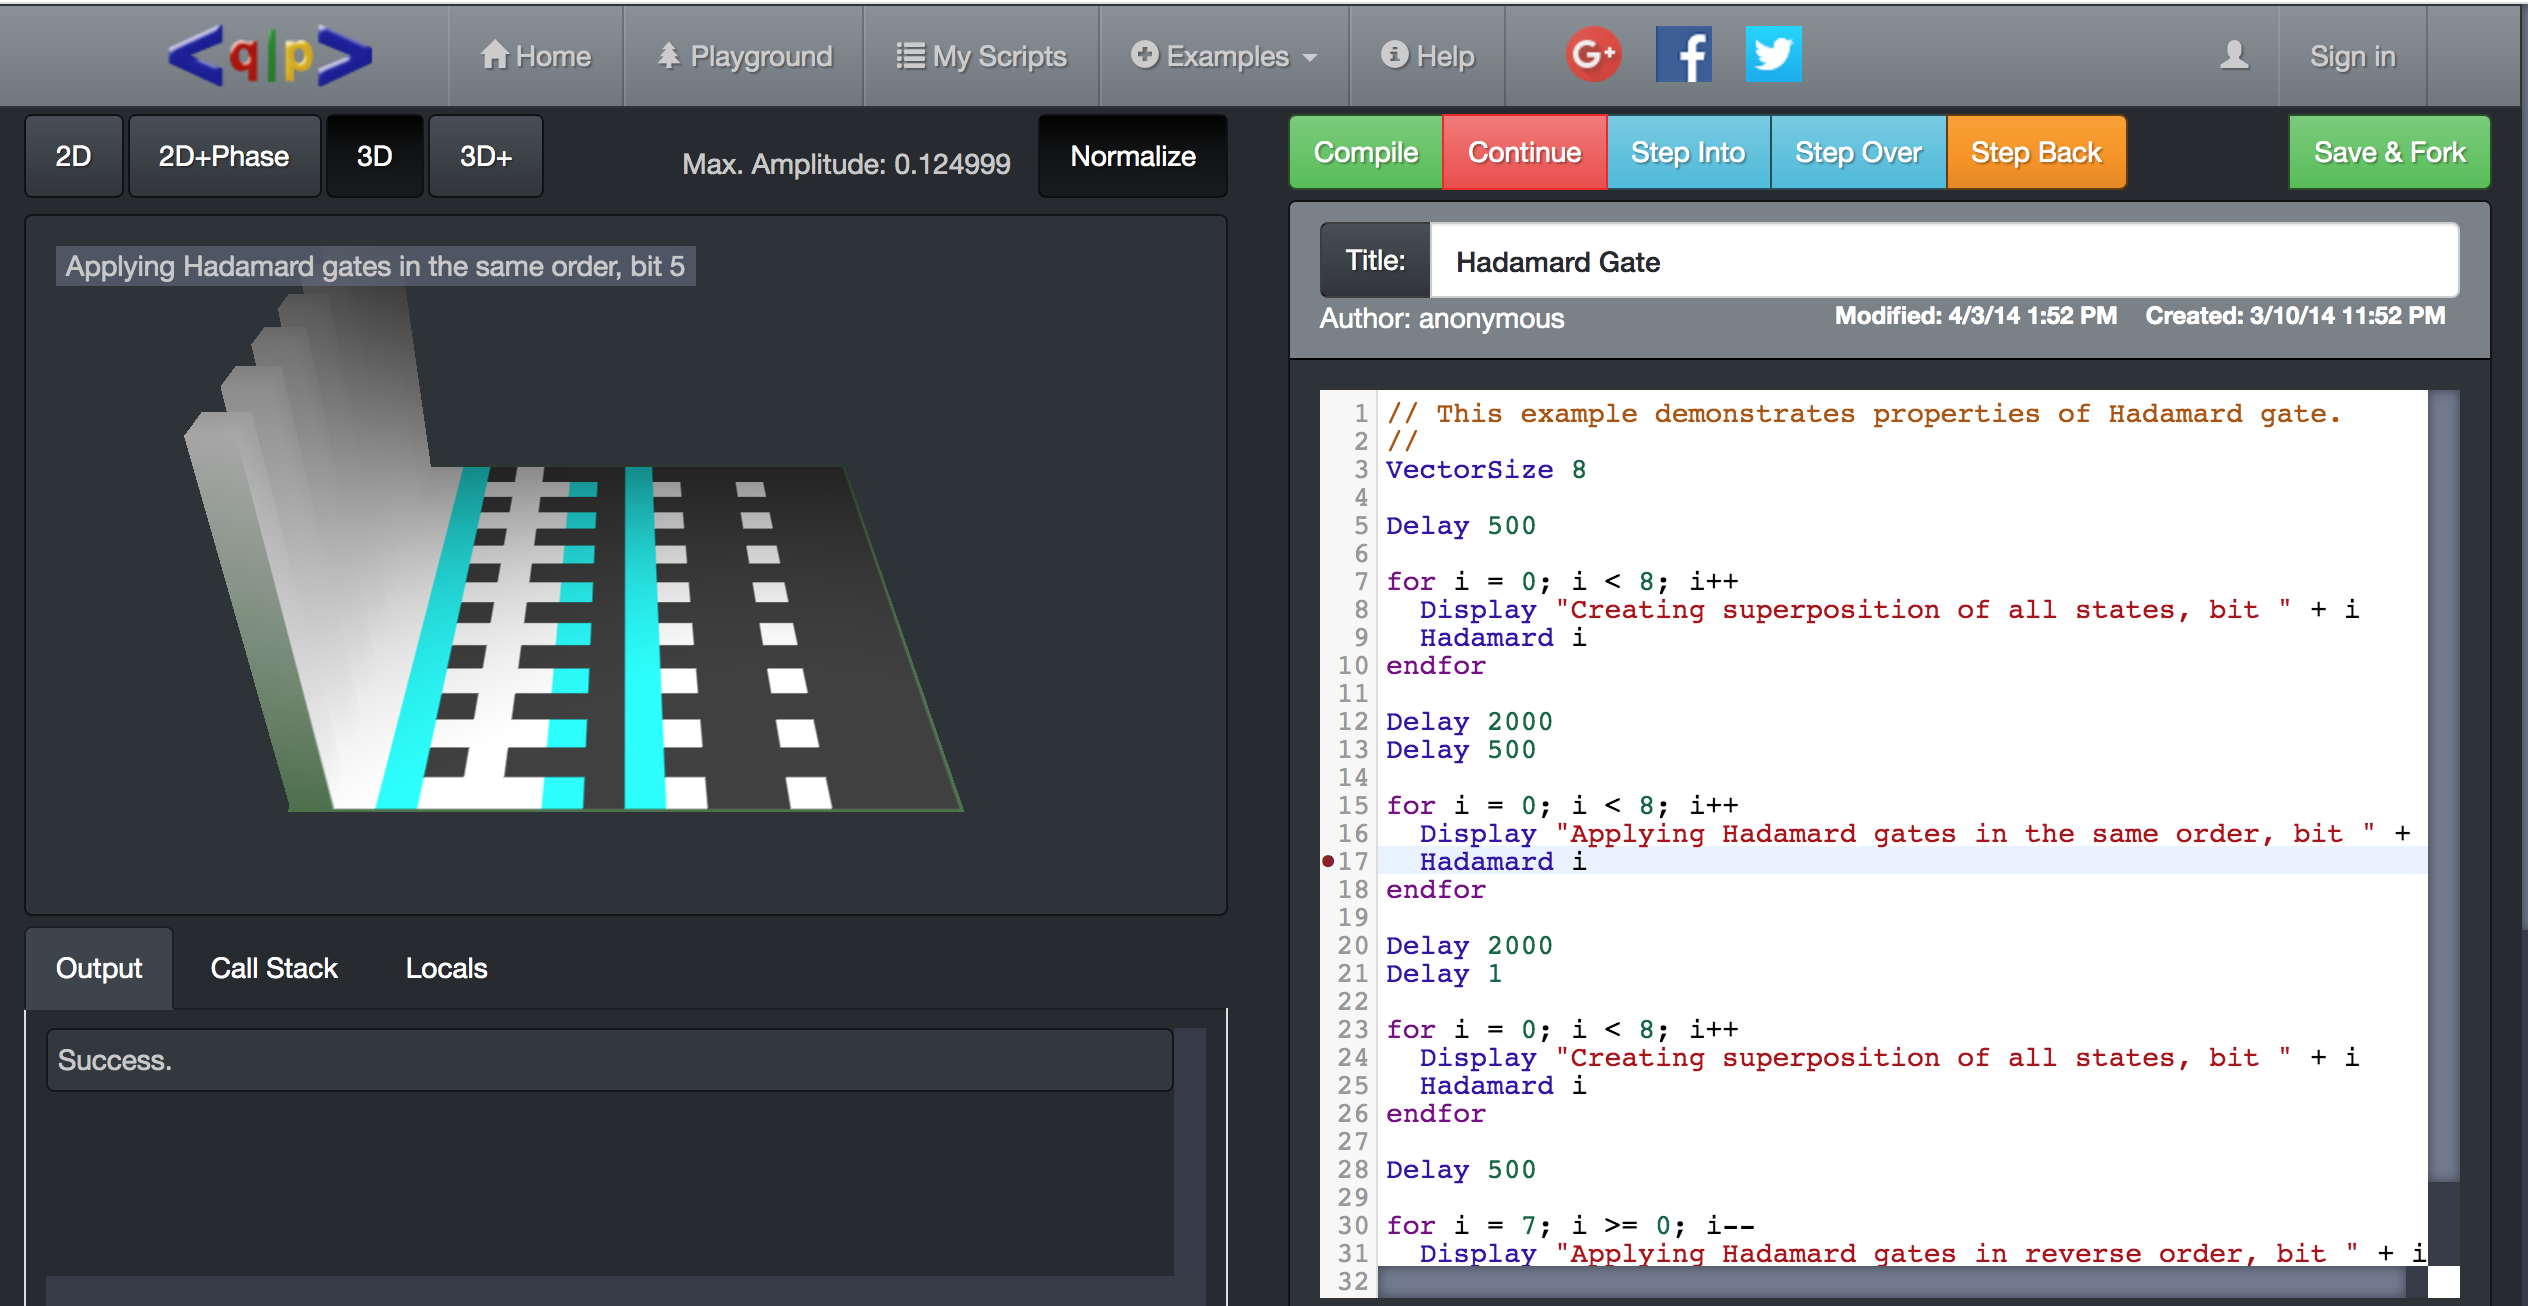 <q|p>
Home
Playground
My Scripts
Examples
Help
G+
f
Sign in
2D
2D+Phase
3D
3D+
Max. Amplitude: 0.124999
Normalize
Compile
Continue
Step Into
Step Over
Step Back
Save & Fork
Applying Hadamard gates in the same order, bit 5
Title:
Hadamard Gate
Author: anonymous
Modified: 4/3/14 1:52 PM
Created: 3/10/14 11:52 PM
1 // This example demonstrates properties of Hadamard gate.
2 //
3 VectorSize 8
4
5 Delay 500
6
7 for i = 0; i < 8; i++
8   Display "Creating superposition of all states, bit " + i
9   Hadamard i
10 endfor
11
12 Delay 2000
13 Delay 500
14
15 for i = 0; i < 8; i++
16   Display "Applying Hadamard gates in the same order, bit " +
17   Hadamard i
18 endfor
19
20 Delay 2000
21 Delay 1
22
23 for i = 0; i < 8; i++
24   Display "Creating superposition of all states, bit " + i
25   Hadamard i
26 endfor
27
28 Delay 500
29
30 for i = 7; i >= 0; i--
31   Display "Applying Hadamard gates in reverse order, bit " + i
32
Output
Call Stack
Locals
Success.